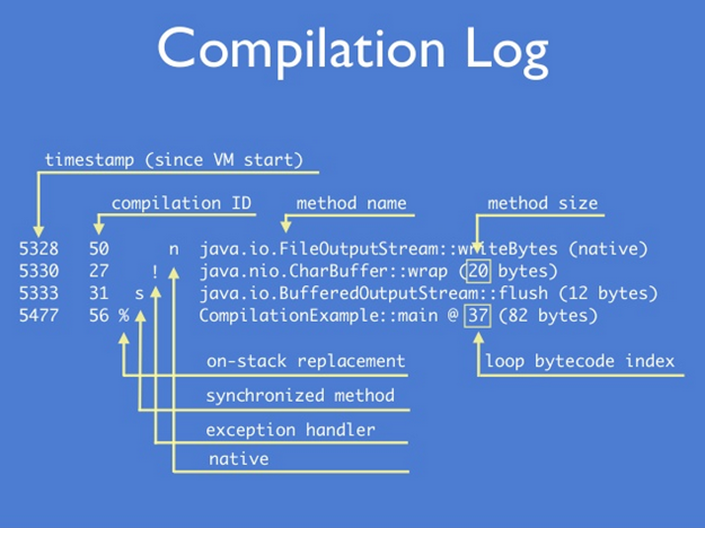 Compilation Log
timestamp (since VM start)
compilation ID method name method size
5328 50 n java.io.FileOutputStream::writeBytes (native)
5330 27 ! java.nio.CharBuffer::wrap (20 bytes)
5333 31 s java.io.BufferedOutputStream::flush (12 bytes)
5477 56 % CompilationExample::main @ 37 (82 bytes)
on-stack replacement loop bytecode index
synchronized method
exception handler
native